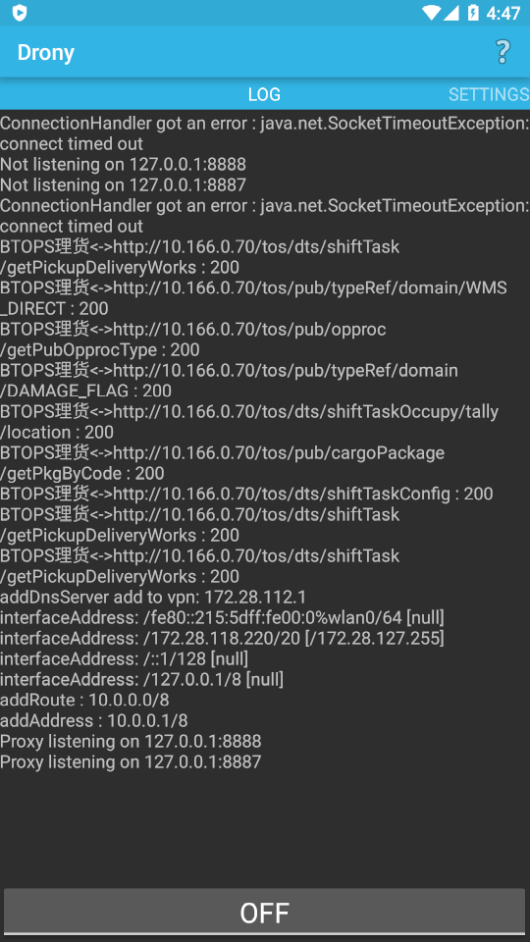 4:47
Drony
?
LOG
SETTINGS
ConnectionHandler got an error : java.net.SocketTimeoutException:
connect timed out
Not listening on 127.0.0.1:8888
Not listening on 127.0.0.1:8887
ConnectionHandler got an error : java.net.SocketTimeoutException:
connect timed out
BTOPS理货<->http://10.166.0.70/tos/dts/shiftTask
/getPickupDeliveryWorks : 200
BTOPS理货<->http://10.166.0.70/tos/pub/typeRef/domain/WMS
_DIRECT : 200
BTOPS理货<->http://10.166.0.70/tos/pub/opproc
/getPubOpprocType : 200
BTOPS理货<->http://10.166.0.70/tos/pub/typeRef/domain
/DAMAGE_FLAG : 200
BTOPS理货<->http://10.166.0.70/tos/dts/shiftTaskOccupy/tally
/location : 200
BTOPS理货<->http://10.166.0.70/tos/pub/cargoPackage
/getPkgByCode : 200
BTOPS理货<->http://10.166.0.70/tos/dts/shiftTaskConfig : 200
BTOPS理货<->http://10.166.0.70/tos/dts/shiftTask
/getPickupDeliveryWorks : 200
BTOPS理货<->http://10.166.0.70/tos/dts/shiftTask
/getPickupDeliveryWorks : 200
addDnsServer add to vpn: 172.28.112.1
interfaceAddress: /fe80::215:5dff:fe00:0%wlan0/64 [null]
interfaceAddress: /172.28.118.220/20 [/172.28.127.255]
interfaceAddress: /::1/128 [null]
interfaceAddress: /127.0.0.1/8 [null]
addRoute : 10.0.0.0/8
addAddress : 10.0.0.1/8
Proxy listening on 127.0.0.1:8888
Proxy listening on 127.0.0.1:8887
OFF